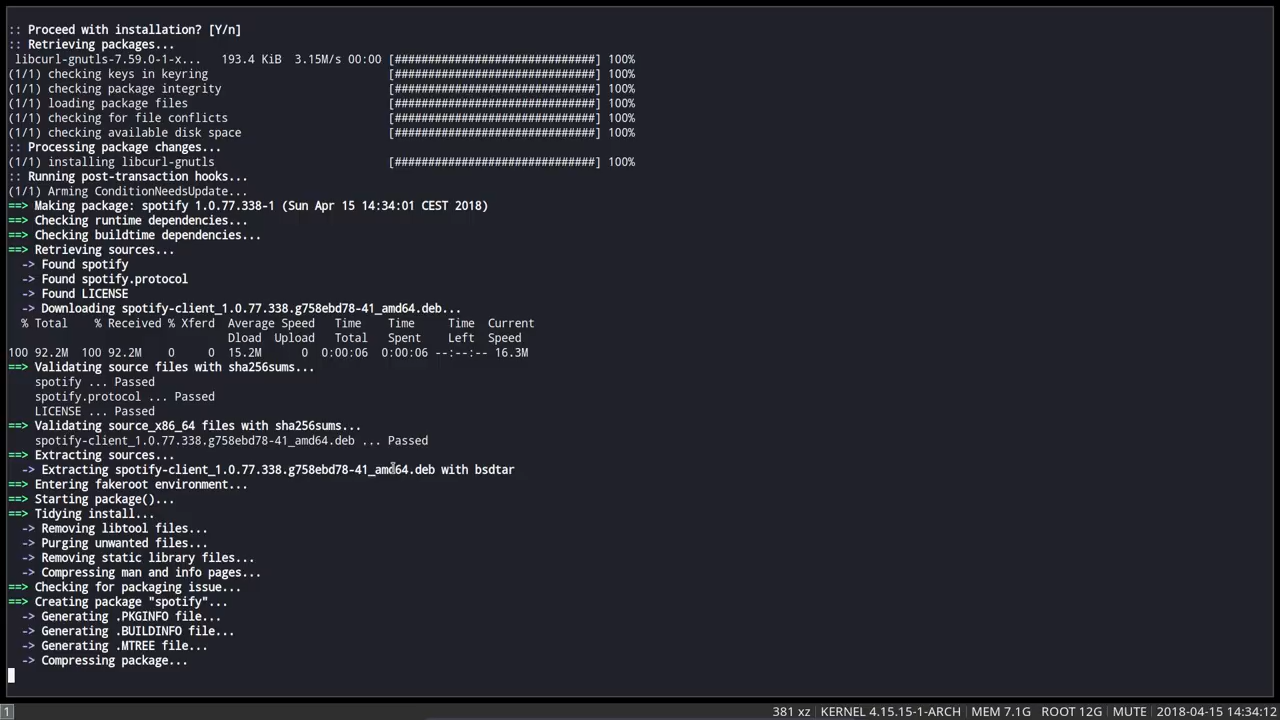 :: Proceed with installation? [Y/n]
:: Retrieving packages...
libcurl-gnutls-7.59.0-1-x... 193.4 KiB 3.15M/s 00:00 [##############################] 100%
(1/1) checking keys in keyring [##############################] 100%
(1/1) checking package integrity [##############################] 100%
(1/1) loading package files [##############################] 100%
(1/1) checking for file conflicts [##############################] 100%
(1/1) checking available disk space [##############################] 100%
:: Processing package changes...
(1/1) installing libcurl-gnutls [##############################] 100%
:: Running post-transaction hooks...
(1/1) Arming ConditionNeedsUpdate...
==> Making package: spotify 1.0.77.338-1 (Sun Apr 15 14:34:01 CEST 2018)
==> Checking runtime dependencies...
==> Checking buildtime dependencies...
==> Retrieving sources...
-> Found spotify
-> Found spotify.protocol
-> Found LICENSE
-> Downloading spotify-client_1.0.77.338.g758ebd78-41_amd64.deb...
% Total % Received % Xferd Average Speed Time Time Time Current
Dload Upload Total Spent Left Speed
100 92.2M 100 92.2M 0 0 15.2M 0 0:00:06 0:00:06 --:--:-- 16.3M
==> Validating source files with sha256sums...
spotify ... Passed
spotify.protocol ... Passed
LICENSE ... Passed
==> Validating source_x86_64 files with sha256sums...
spotify-client_1.0.77.338.g758ebd78-41_amd64.deb ... Passed
==> Extracting sources...
-> Extracting spotify-client_1.0.77.338.g758ebd78-41_amd64.deb with bsdtar
==> Entering fakeroot environment...
==> Starting package()...
==> Tidying install...
-> Removing libtool files...
-> Purging unwanted files...
-> Removing static library files...
-> Compressing man and info pages...
==> Checking for packaging issue...
==> Creating package "spotify"...
-> Generating .PKGINFO file...
-> Generating .BUILDINFO file...
-> Generating .MTREE file...
-> Compressing package...
1 381 xz | KERNEL 4.15.15-1-ARCH | MEM 7.1G | ROOT 12G | MUTE | 2018-04-15 14:34:12